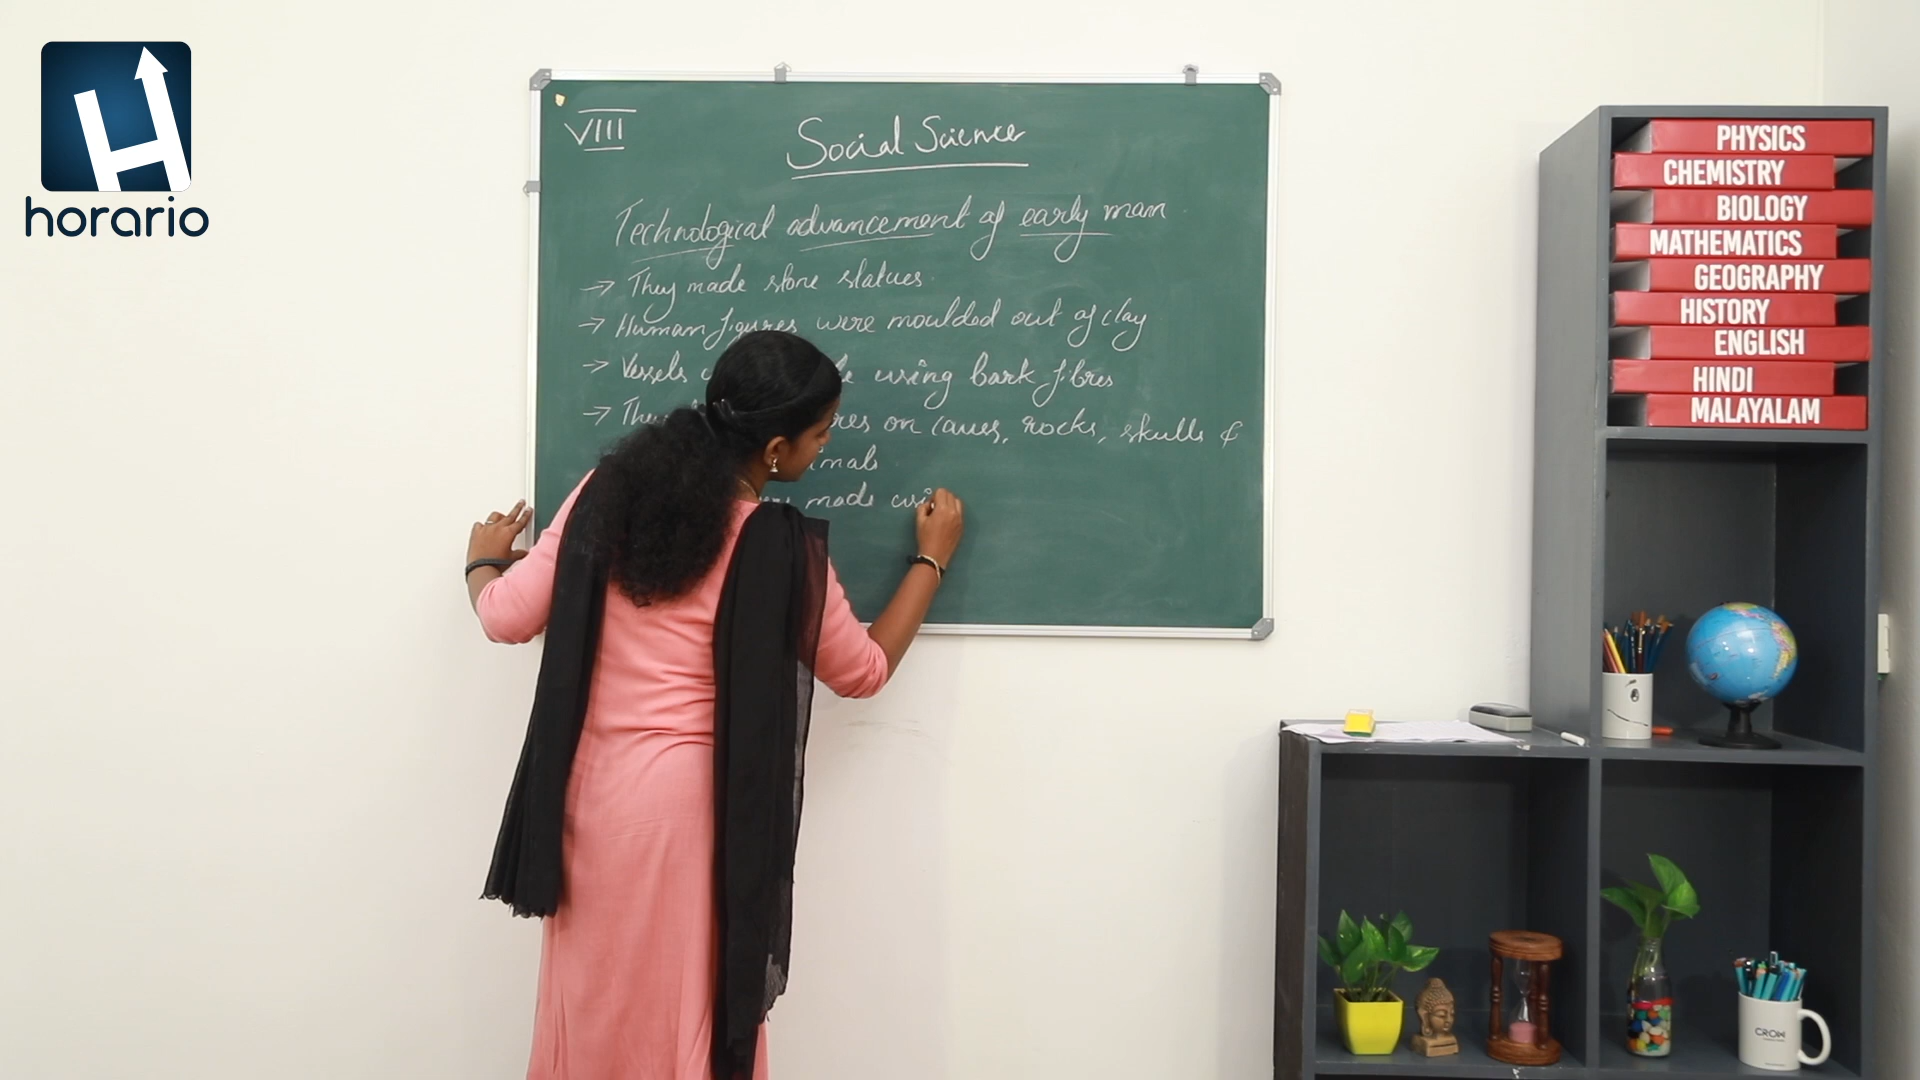 horario
VIII
Social Science
Technological advancement of early man
→ They made stone statues.
→ Human figures were moulded out of clay
→ Vessels using bark fibres
→ on caves, rocks, skulls &
made
PHYSICS
CHEMISTRY
BIOLOGY
MATHEMATICS
GEOGRAPHY
HISTORY
ENGLISH
HINDI
MALAYALAM
CROW